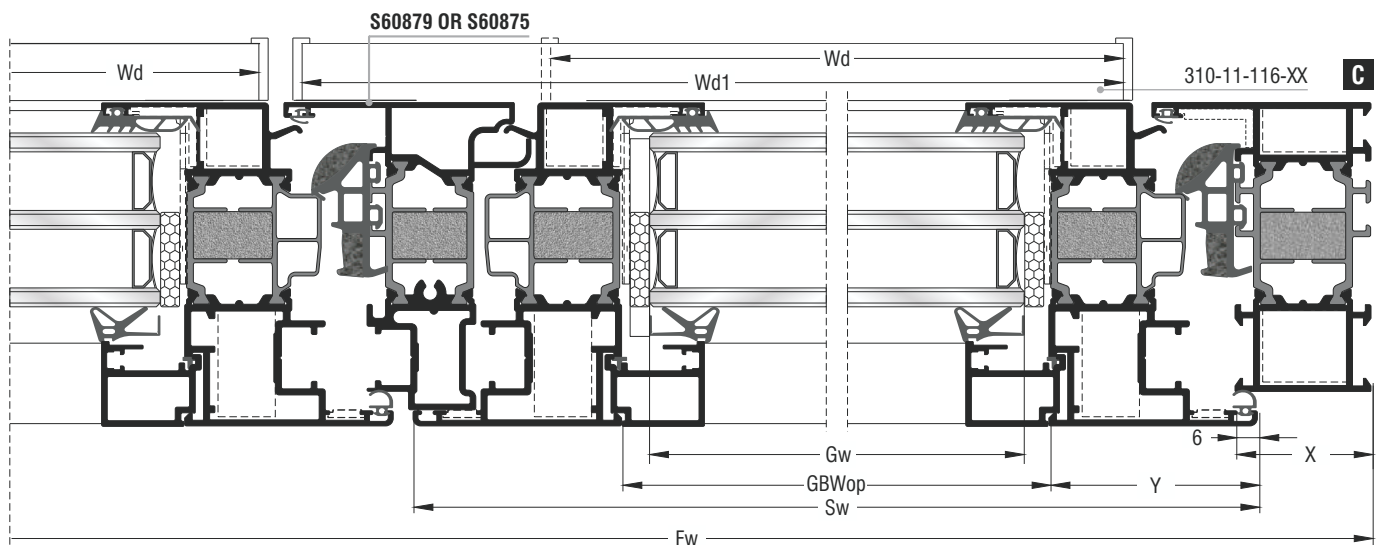 S60879 OR S60875
Wd
Wd
Wd1
310-11-116-XX
C
6
X
Gw
GBWop
Y
Sw
Fw